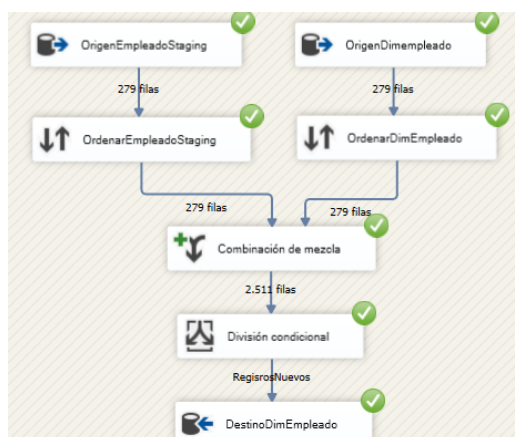 OrigenEmpleadoStaging
OrigenDimempleado
279 filas
279 filas
OrdenarEmpleadoStaging
OrdenarDimEmpleado
279 filas
279 filas
Combinación de mezcla
2.511 filas
División condicional
RegisrosNuevos
DestinoDimEmpleado